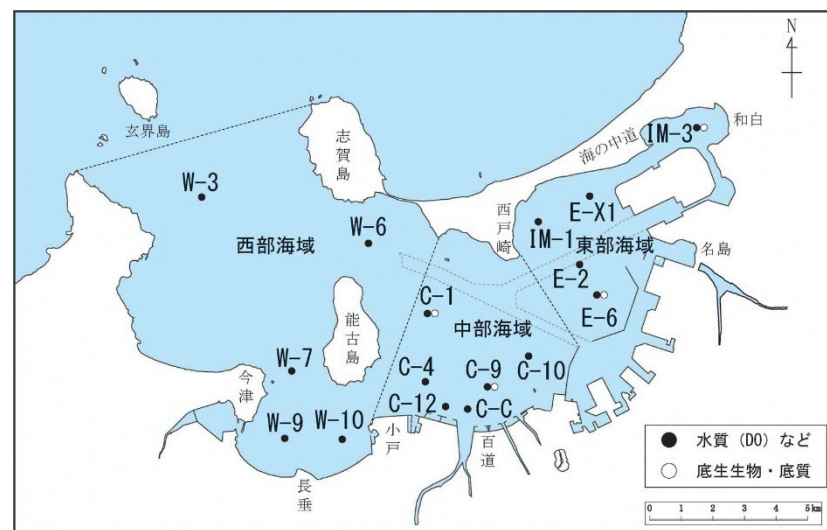 N
玄界島
志賀島
海の中道
和白
IM-3
W-3
W-6
西戸崎
E-X1
IM-1
西部海域
東部海域
名島
E-2
E-6
C-1
能古島
中部海域
W-7
C-4
C-9
C-10
今津
C-12
C-C
W-9
W-10
小戸
百道
長垂
● 水質(DO)など
○ 底生生物・底質
0 1 2 3 4 5km